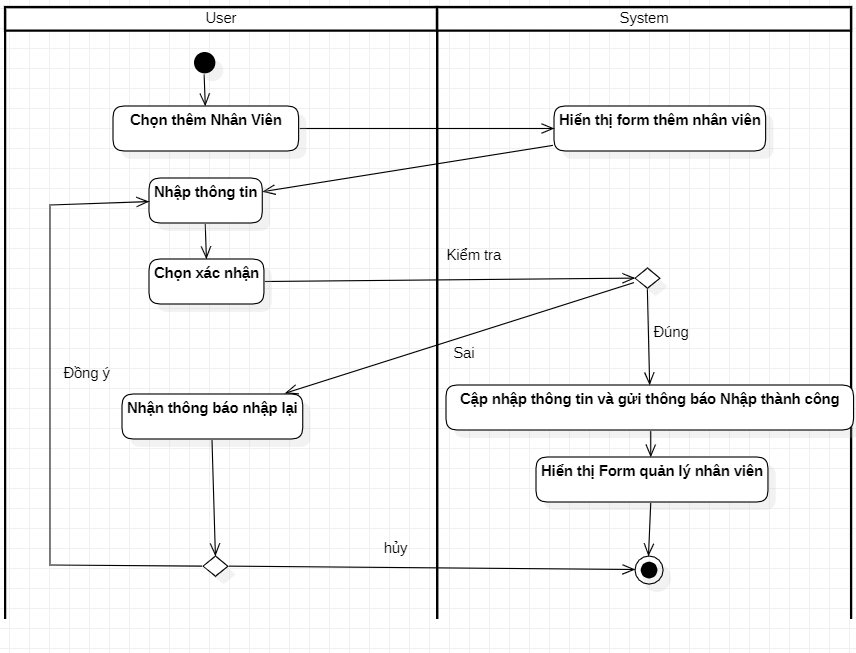 User
System
Chọn thêm Nhân Viên
Hiển thị form thêm nhân viên
Nhập thông tin
Kiểm tra
Chọn xác nhận
Đúng
Sai
Đồng ý
Cập nhập thông tin và gửi thông báo Nhập thành công
Nhận thông báo nhập lại
Hiển thị Form quản lý nhân viên
hủy